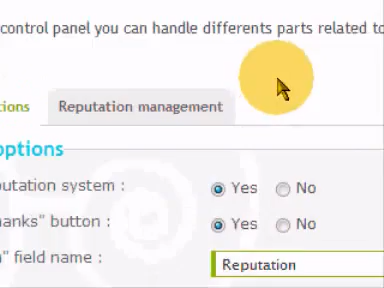 control panel you can handle differents parts related to
tions Reputation management
options
putation system : Yes No
hanks" button : Yes No
" field name : Reputation